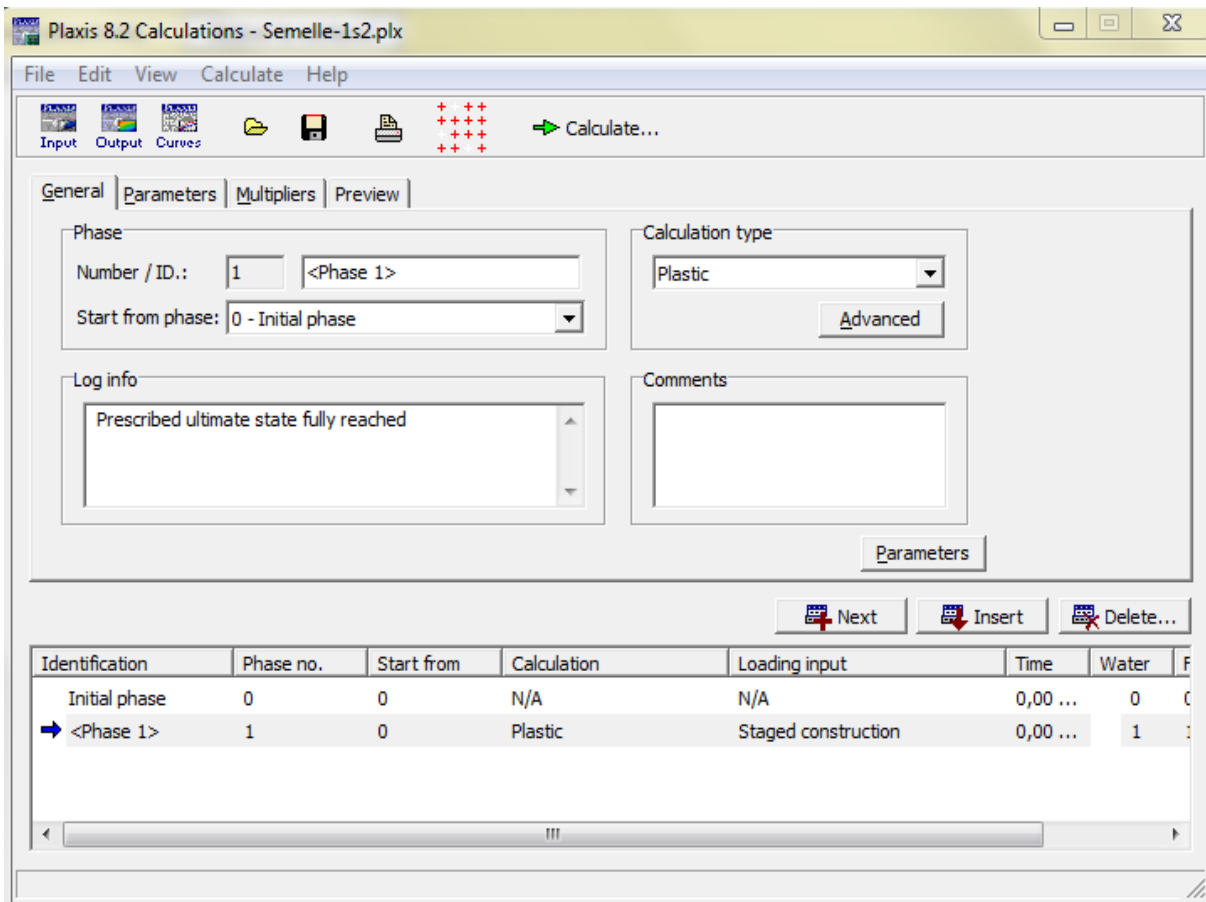 Plaxis 8.2 Calculations - Semelle-1s2.plx
File Edit View Calculate Help
Input Output Curves Calculate...
General Parameters Multipliers Preview
Phase
Number / ID.: 1 <Phase 1>
Start from phase: 0 - Initial phase
Calculation type
Plastic
Advanced
Log info
Prescribed ultimate state fully reached
Comments
Parameters
Next Insert Delete...
Identification Phase no. Start from Calculation Loading input Time Water F
Initial phase 0 0 N/A N/A 0,00 ... 0
<Phase 1> 1 0 Plastic Staged construction 0,00 ... 1